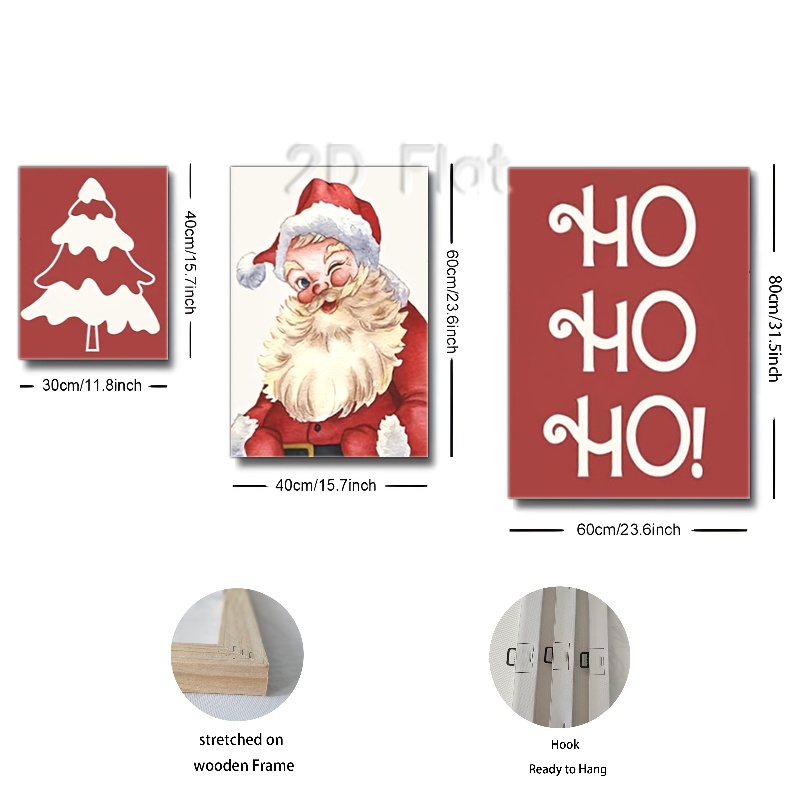 2D Flat
40cm/15.7inch
30cm/11.8inch
60cm/23.6inch
40cm/15.7inch
HO
HO
HO!
80cm/31.5inch
60cm/23.6inch
stretched on
wooden Frame
Hook
Ready to Hang